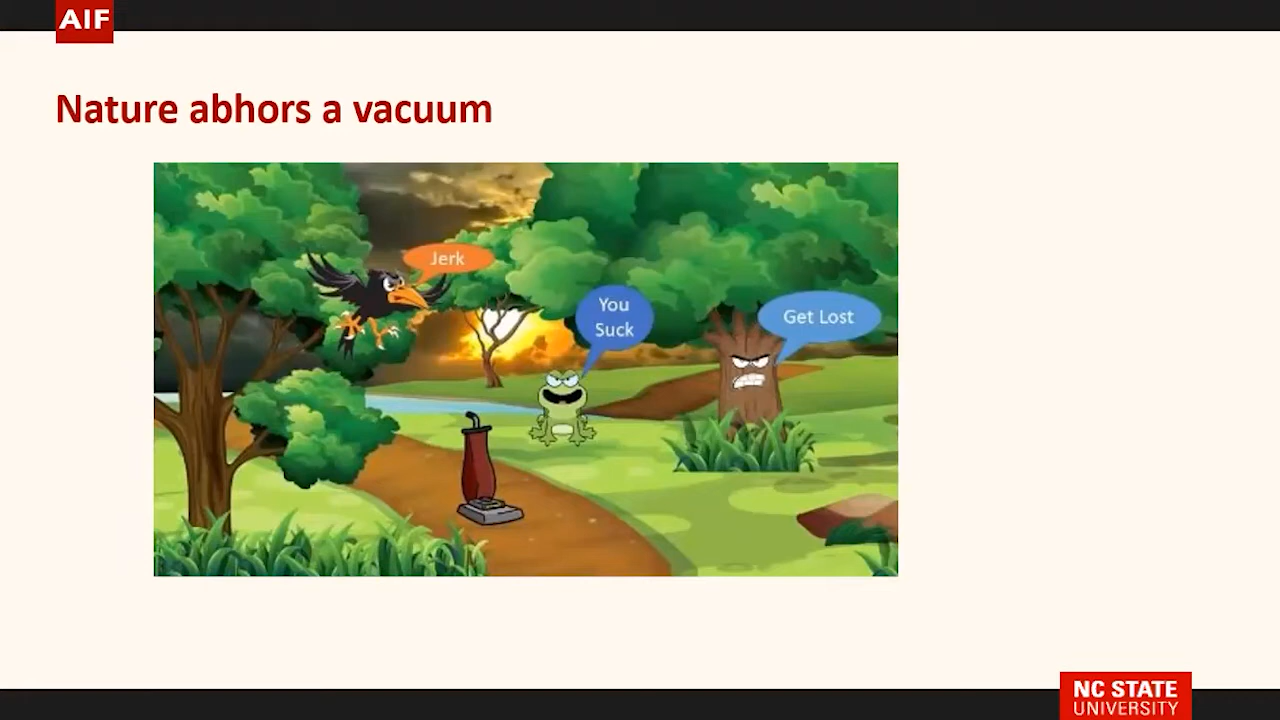 AIF
Nature abhors a vacuum
Jerk
You
Suck
Get Lost
NC STATE
UNIVERSITY